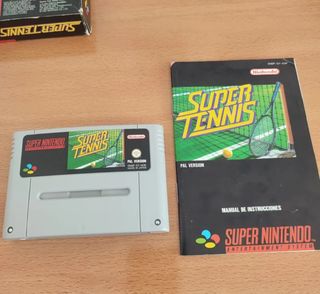 SUPER TENNIS
SUPER NINTENDO
SUPER
TENNIS
PAL VERSION
Nintendo
SUPER
TENNIS
PAL VERSION
MANUAL DE INSTRUCCIONES
SUPER NINTENDO
ENTERTAINMENT SYSTEM